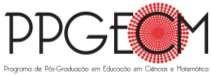 PPGECM
Programa de Pós-Graduação em Educação em Ciências e Matemática